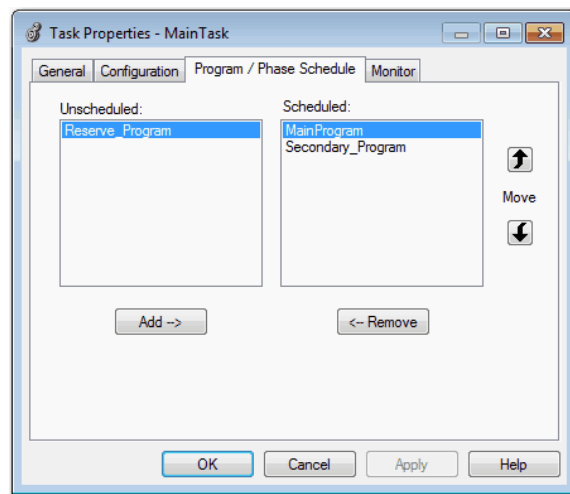 Task Properties - MainTask
General Configuration Program / Phase Schedule Monitor
Unscheduled: Scheduled:
Reserve_Program MainProgram
Secondary_Program
Move
Add --> <-- Remove
OK Cancel Apply Help